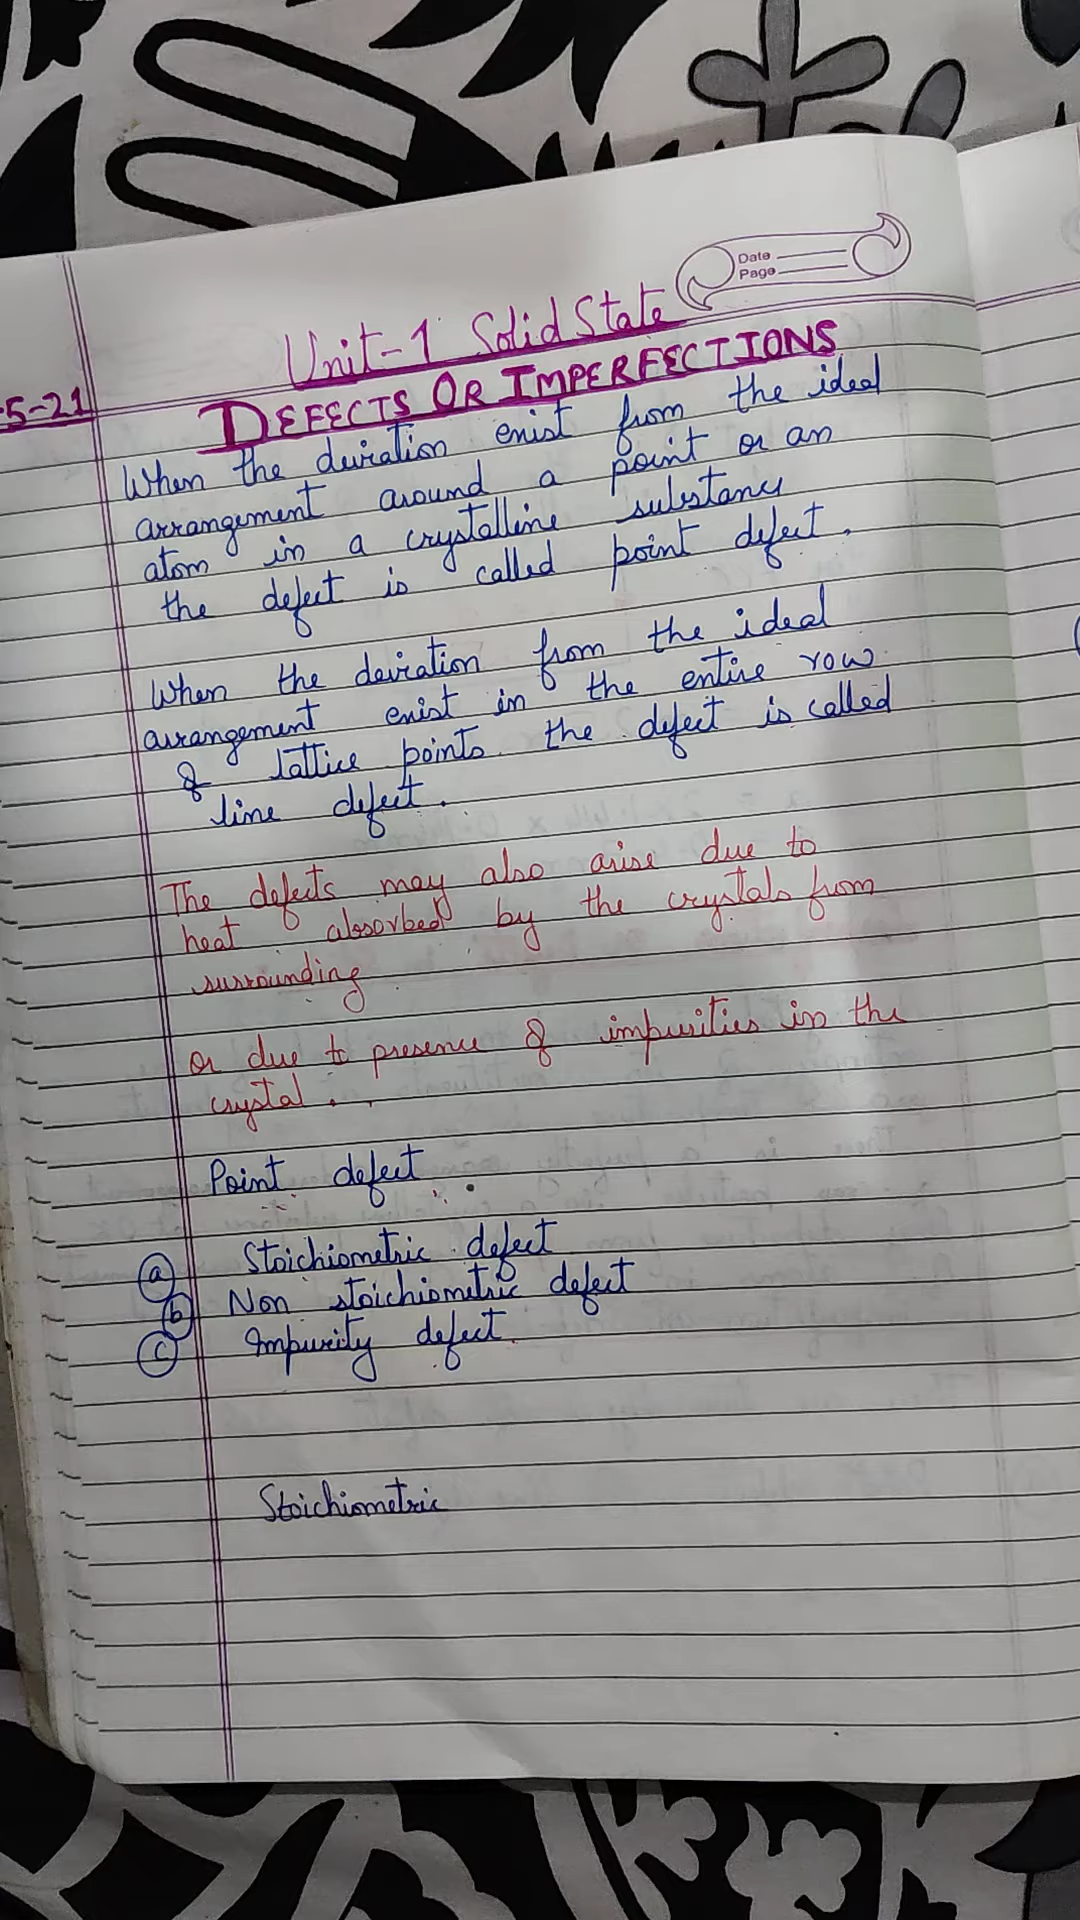 Date
Page
Unit-1 Solid State
-5-21
DEFECTS OR IMPERFECTIONS
When the deviation exist from the ideal
arrangement around a point or an
atom in a crystalline substance
the defect is called point defect.
When the deviation from the ideal
arrangement exist in the entire row
of lattice points. the defect is called
line defect.
The defects may also arise due to
heat absorbed by the crystals from
surrounding
or due to presence of impurities in the
crystal.
Point defect
(a) Stoichiometric defect
(b) Non stoichiometric defect
(c) Impurity defect.
Stoichiometric